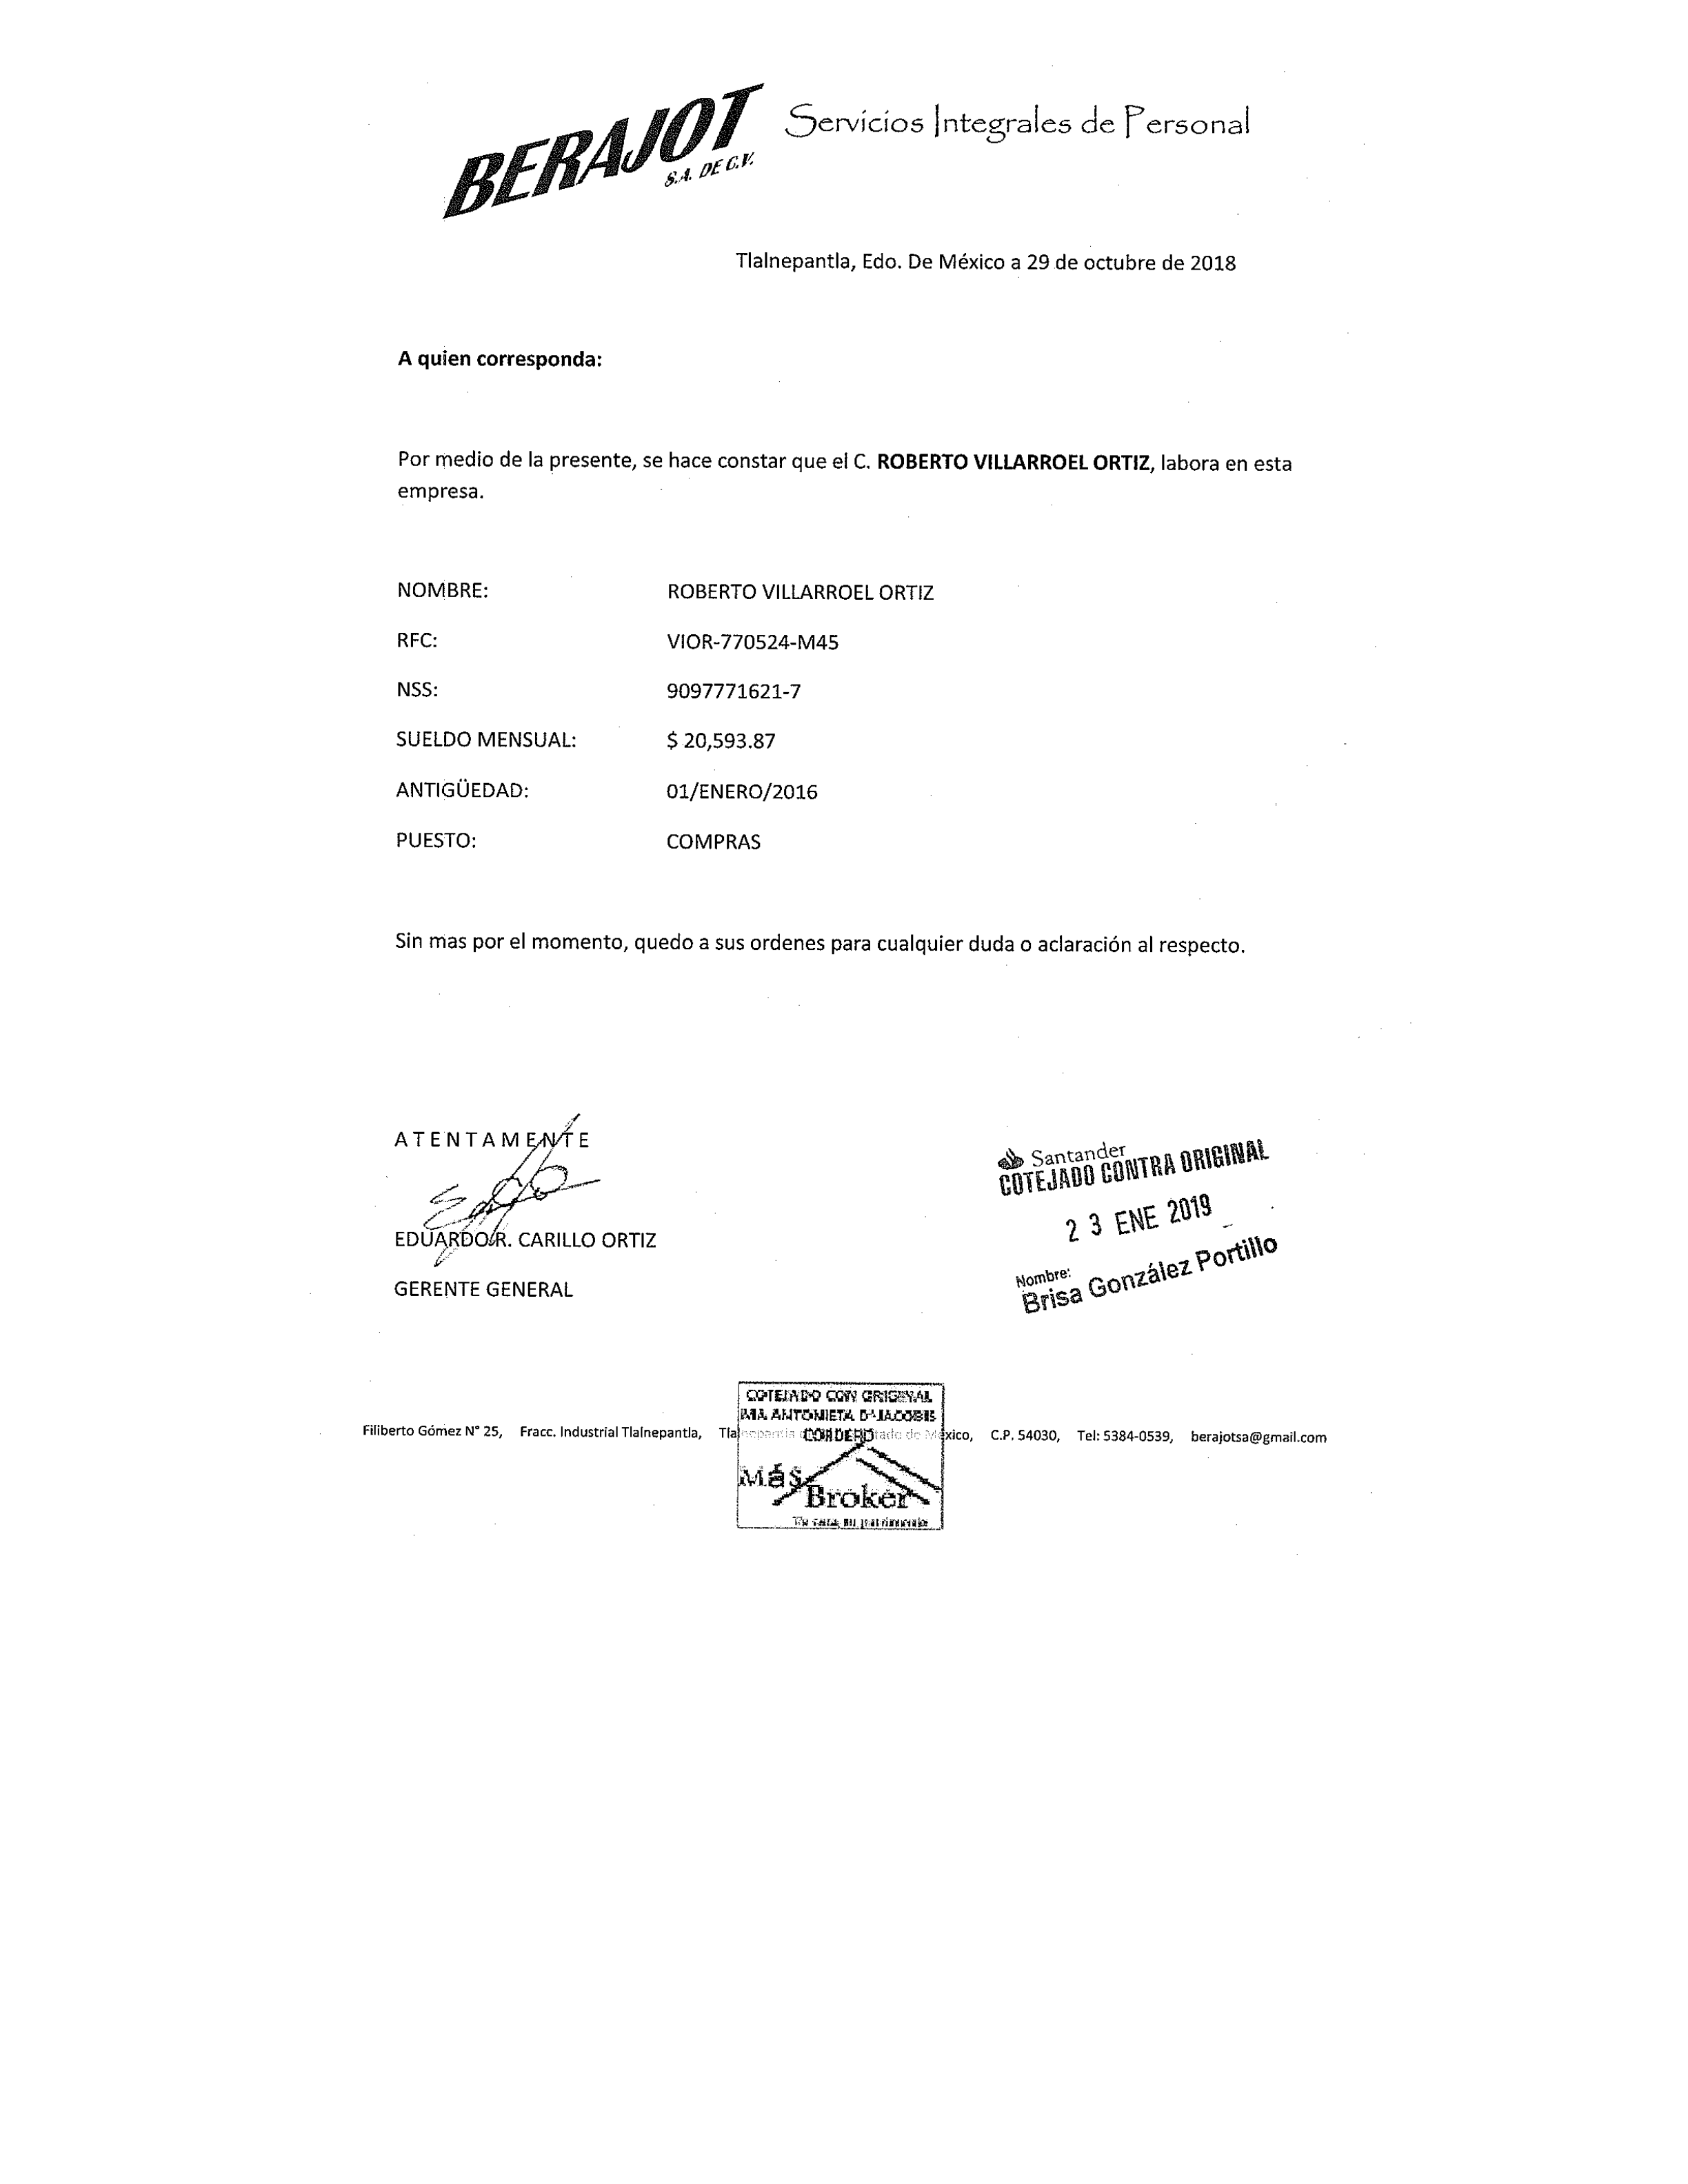 BERAJOT
S.A. DE C.V.
Servicios Integrales de Personal
Tlalnepantla, Edo. De México a 29 de octubre de 2018
A quien corresponda:
Por medio de la presente, se hace constar que el C. ROBERTO VILLARROEL ORTIZ, labora en esta
empresa.
NOMBRE: ROBERTO VILLARROEL ORTIZ
RFC: VIOR-770524-M45
NSS: 9097771621-7
SUELDO MENSUAL: $ 20,593.87
ANTIGÜEDAD: 01/ENERO/2016
PUESTO: COMPRAS
Sin mas por el momento, quedo a sus ordenes para cualquier duda o aclaración al respecto.
ATENTAMENTE
EDUARDO R. CARILLO ORTIZ
GERENTE GENERAL
Santander
COTEJADO CONTRA ORIGINAL
23 ENE 2019
Nombre:
Brisa González Portillo
COTEJADO CON ORIGINAL
MA. ANTONIETA D'JACOBIS
CORDERO
Filiberto Gómez N° 25, Fracc. Industrial Tlalnepantla, Tlalnepantla Estado de México, C.P. 54030, Tel: 5384-0539, berajotsa@gmail.com
Más
Broker
Tu casa, su patrimonio